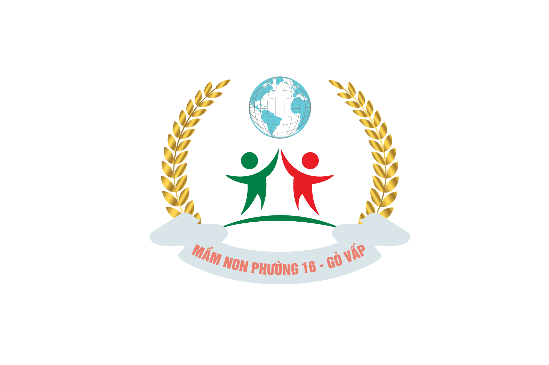 MẦM NON PHƯỜNG 16 - GÒ VẤP